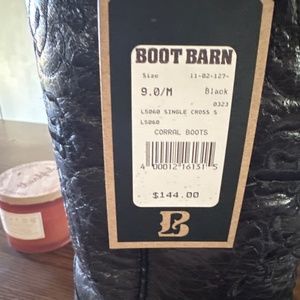 BOOT BARN
Size 11-02-127-
9.0/M Black
0323
L5060 SINGLE CROSS S
L5060
CORRAL BOOTS
4 00012 16131 5
$144.00
B